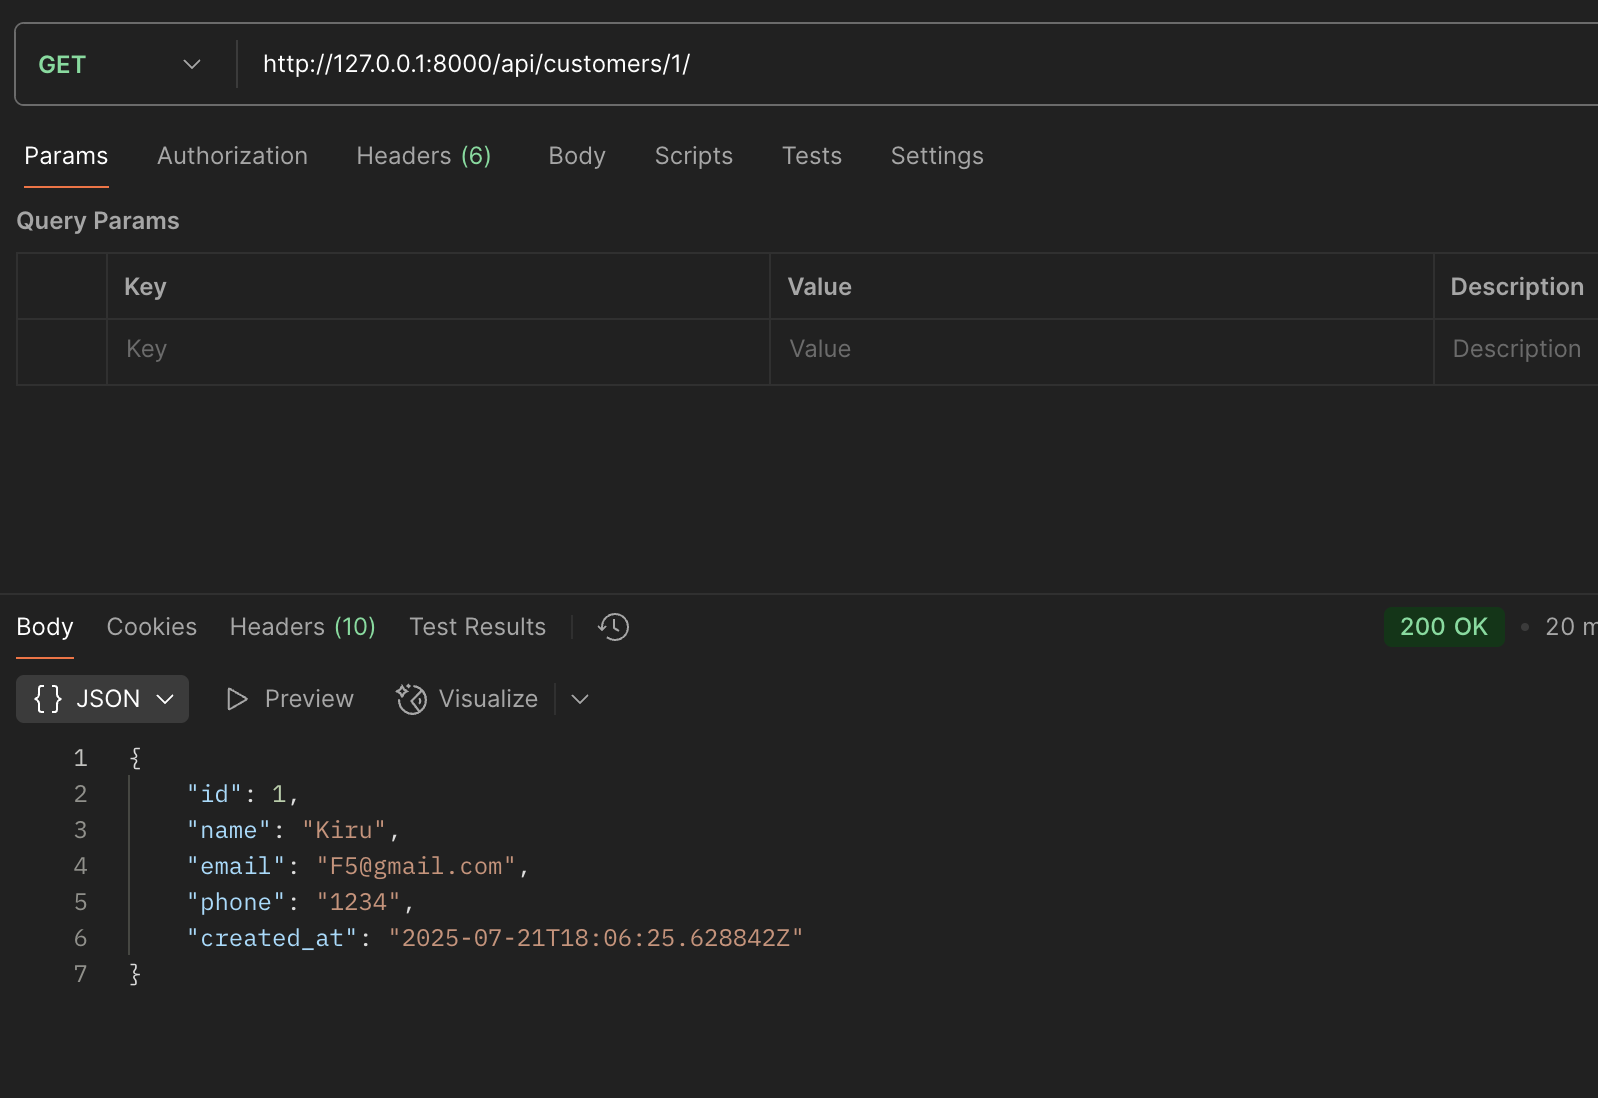 GET http://127.0.0.1:8000/api/customers/1/
Params Authorization Headers (6) Body Scripts Tests Settings
Query Params
Key Value Description
Key Value Description
Body Cookies Headers (10) Test Results 200 OK • 20 m
{} JSON Preview Visualize
1 {
2 "id": 1,
3 "name": "Kiru",
4 "email": "F5@gmail.com",
5 "phone": "1234",
6 "created_at": "2025-07-21T18:06:25.628842Z"
7 }